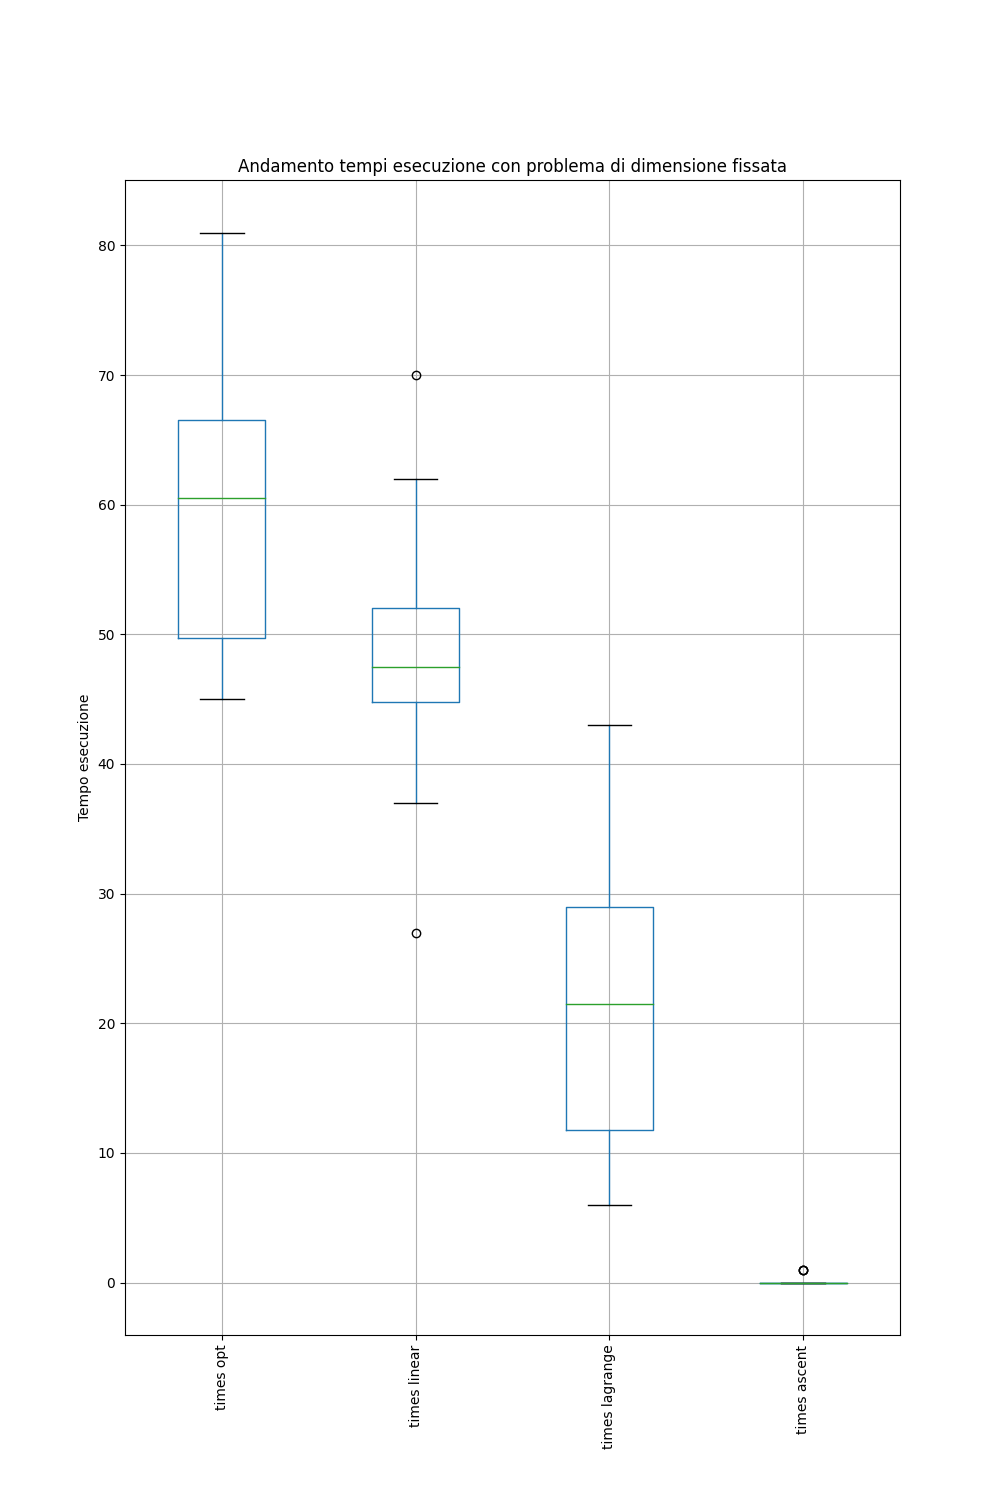 Andamento tempi esecuzione con problema di dimensione fissata
80
70
60
50
40
30
20
10
0
Tempo esecuzione
times opt
times linear
times lagrange
times ascent